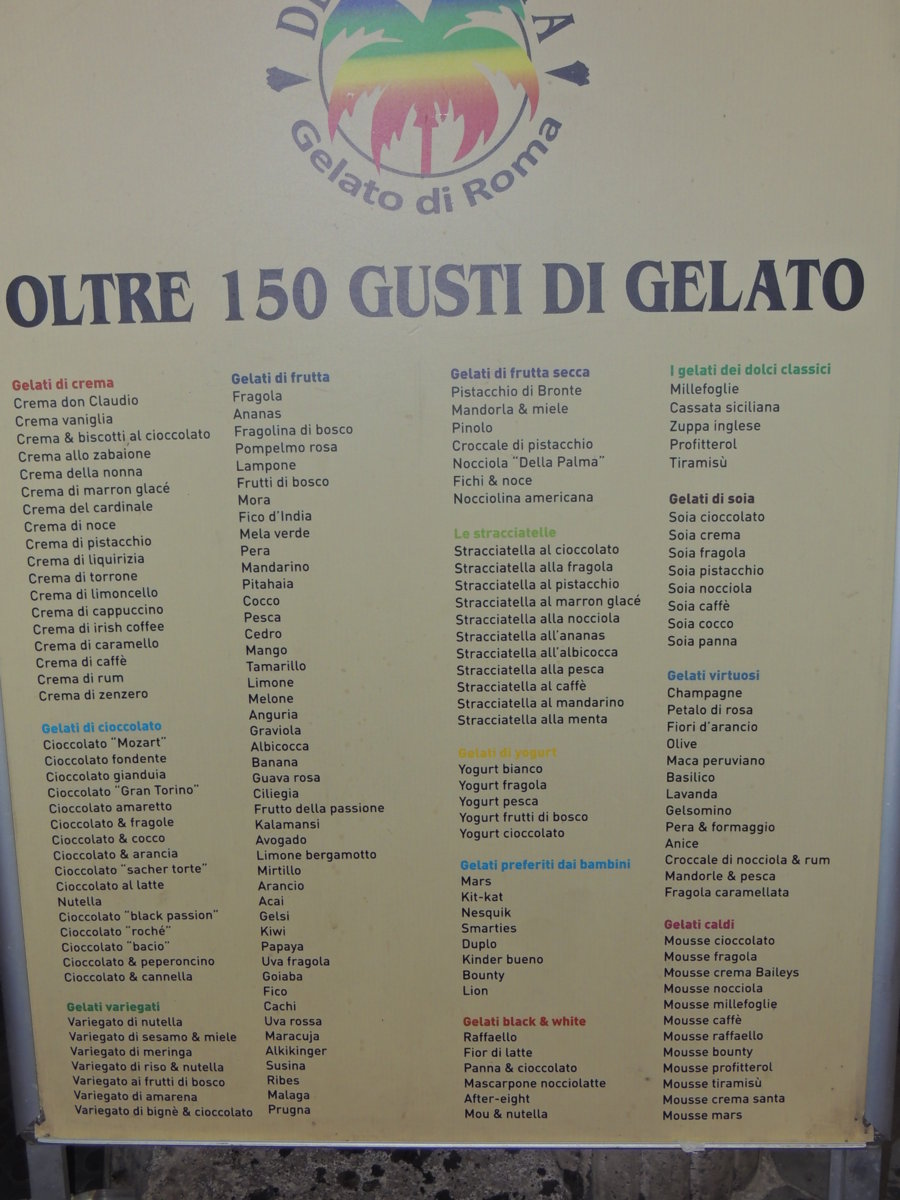 Gelato di Roma
OLTRE 150 GUSTI DI GELATO
Gelati di crema
Crema don Claudio
Crema vaniglia
Crema & biscotti al cioccolato
Crema allo zabaione
Crema della nonna
Crema di marron glacé
Crema del cardinale
Crema di noce
Crema di pistacchio
Crema di liquirizia
Crema di torrone
Crema di limoncello
Crema di cappuccino
Crema di irish coffee
Crema di caramello
Crema di caffè
Crema di rum
Crema di zenzero
Gelati di cioccolato
Cioccolato "Mozart"
Cioccolato fondente
Cioccolato gianduia
Cioccolato "Gran Torino"
Cioccolato amaretto
Cioccolato & fragole
Cioccolato & cocco
Cioccolato & arancia
Cioccolato "sacher torte"
Cioccolato al latte
Nutella
Cioccolato "black passion"
Cioccolato "roché"
Cioccolato "bacio"
Cioccolato & peperoncino
Cioccolato & cannella
Gelati variegati
Variegato di nutella
Variegato di sesamo & miele
Variegato di meringa
Variegato di riso & nutella
Variegato ai frutti di bosco
Variegato di amarena
Variegato di bignè & cioccolato
Gelati di frutta
Fragola
Ananas
Fragolina di bosco
Pompelmo rosa
Lampone
Frutti di bosco
Mora
Fico d'India
Mela verde
Pera
Mandarino
Pitahaia
Cocco
Pesca
Cedro
Mango
Tamarillo
Limone
Melone
Anguria
Graviola
Albicocca
Banana
Guava rosa
Ciliegia
Frutto della passione
Kalamansi
Avogado
Limone bergamotto
Mirtillo
Arancio
Acai
Gelsi
Kiwi
Papaya
Uva fragola
Goiaba
Fico
Cachi
Uva rossa
Maracuja
Alkikinger
Susina
Ribes
Malaga
Prugna
Gelati di frutta secca
Pistacchio di Bronte
Mandorla & miele
Pinolo
Croccale di pistacchio
Nocciola "Della Palma"
Fichi & noce
Nocciolina americana
Le stracciatelle
Stracciatella al cioccolato
Stracciatella alla fragola
Stracciatella al pistacchio
Stracciatella al marron glacé
Stracciatella alla nocciola
Stracciatella all'ananas
Stracciatella all'albicocca
Stracciatella alla pesca
Stracciatella al caffè
Stracciatella al mandarino
Stracciatella alla menta
Gelati di yogurt
Yogurt bianco
Yogurt fragola
Yogurt pesca
Yogurt frutti di bosco
Yogurt cioccolato
Gelati preferiti dai bambini
Mars
Kit-kat
Nesquik
Smarties
Duplo
Kinder bueno
Bounty
Lion
Gelati black & white
Raffaello
Fior di latte
Panna & cioccolato
Mascarpone nocciolatte
After-eight
Mou & nutella
I gelati dei dolci classici
Millefoglie
Cassata siciliana
Zuppa inglese
Profitterol
Tiramisù
Gelati di soia
Soia cioccolato
Soia crema
Soia fragola
Soia pistacchio
Soia nocciola
Soia caffè
Soia cocco
Soia panna
Gelati virtuosi
Champagne
Petalo di rosa
Fiori d'arancio
Olive
Maca peruviano
Basilico
Lavanda
Gelsomino
Pera & formaggio
Anice
Croccale di nocciola & rum
Mandorle & pesca
Fragola caramellata
Gelati caldi
Mousse cioccolato
Mousse fragola
Mousse crema Baileys
Mousse nocciola
Mousse millefoglie
Mousse caffè
Mousse raffaello
Mousse bounty
Mousse profitterol
Mousse tiramisù
Mousse crema santa
Mousse mars